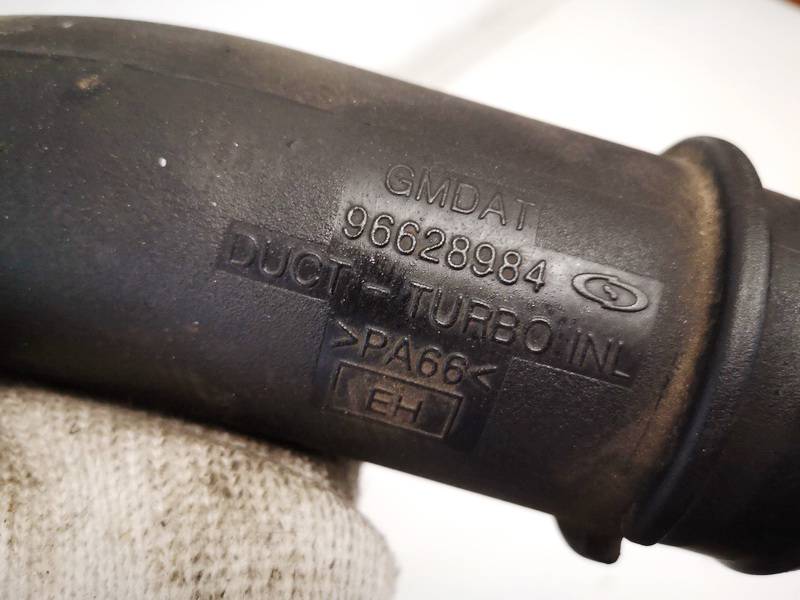 GMDAT
96628984
DUCT - TURBO INL
>PA66<
EH